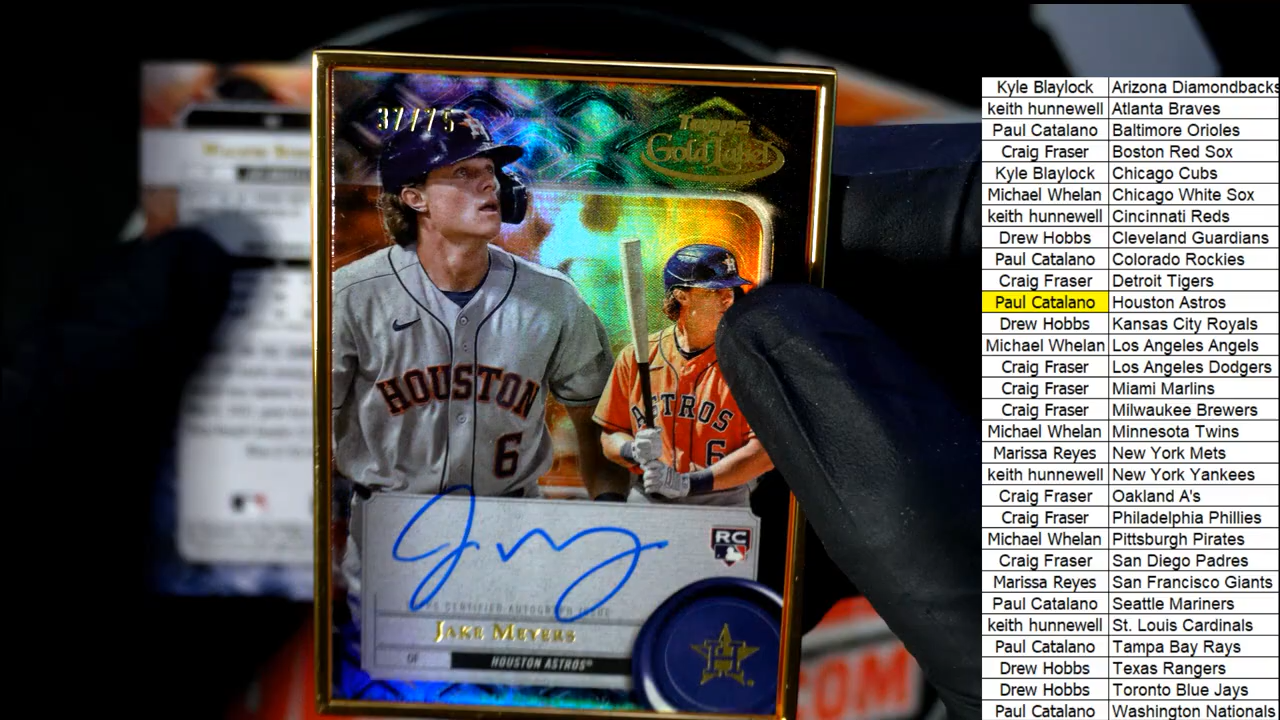 37/75
Topps
Gold Label
HOUSTON
6
ASTROS
6
RC
TOPPS CERTIFIED AUTOGRAPH ISSUE
JAKE MEYERS
OF
HOUSTON ASTROS
H
Kyle Blaylock Arizona Diamondbacks
keith hunnewell Atlanta Braves
Paul Catalano Baltimore Orioles
Craig Fraser Boston Red Sox
Kyle Blaylock Chicago Cubs
Michael Whelan Chicago White Sox
keith hunnewell Cincinnati Reds
Drew Hobbs Cleveland Guardians
Paul Catalano Colorado Rockies
Craig Fraser Detroit Tigers
Paul Catalano Houston Astros
Drew Hobbs Kansas City Royals
Michael Whelan Los Angeles Angels
Craig Fraser Los Angeles Dodgers
Craig Fraser Miami Marlins
Craig Fraser Milwaukee Brewers
Michael Whelan Minnesota Twins
Marissa Reyes New York Mets
keith hunnewell New York Yankees
Craig Fraser Oakland A's
Craig Fraser Philadelphia Phillies
Michael Whelan Pittsburgh Pirates
Craig Fraser San Diego Padres
Marissa Reyes San Francisco Giants
Paul Catalano Seattle Mariners
keith hunnewell St. Louis Cardinals
Paul Catalano Tampa Bay Rays
Drew Hobbs Texas Rangers
Drew Hobbs Toronto Blue Jays
Paul Catalano Washington Nationals